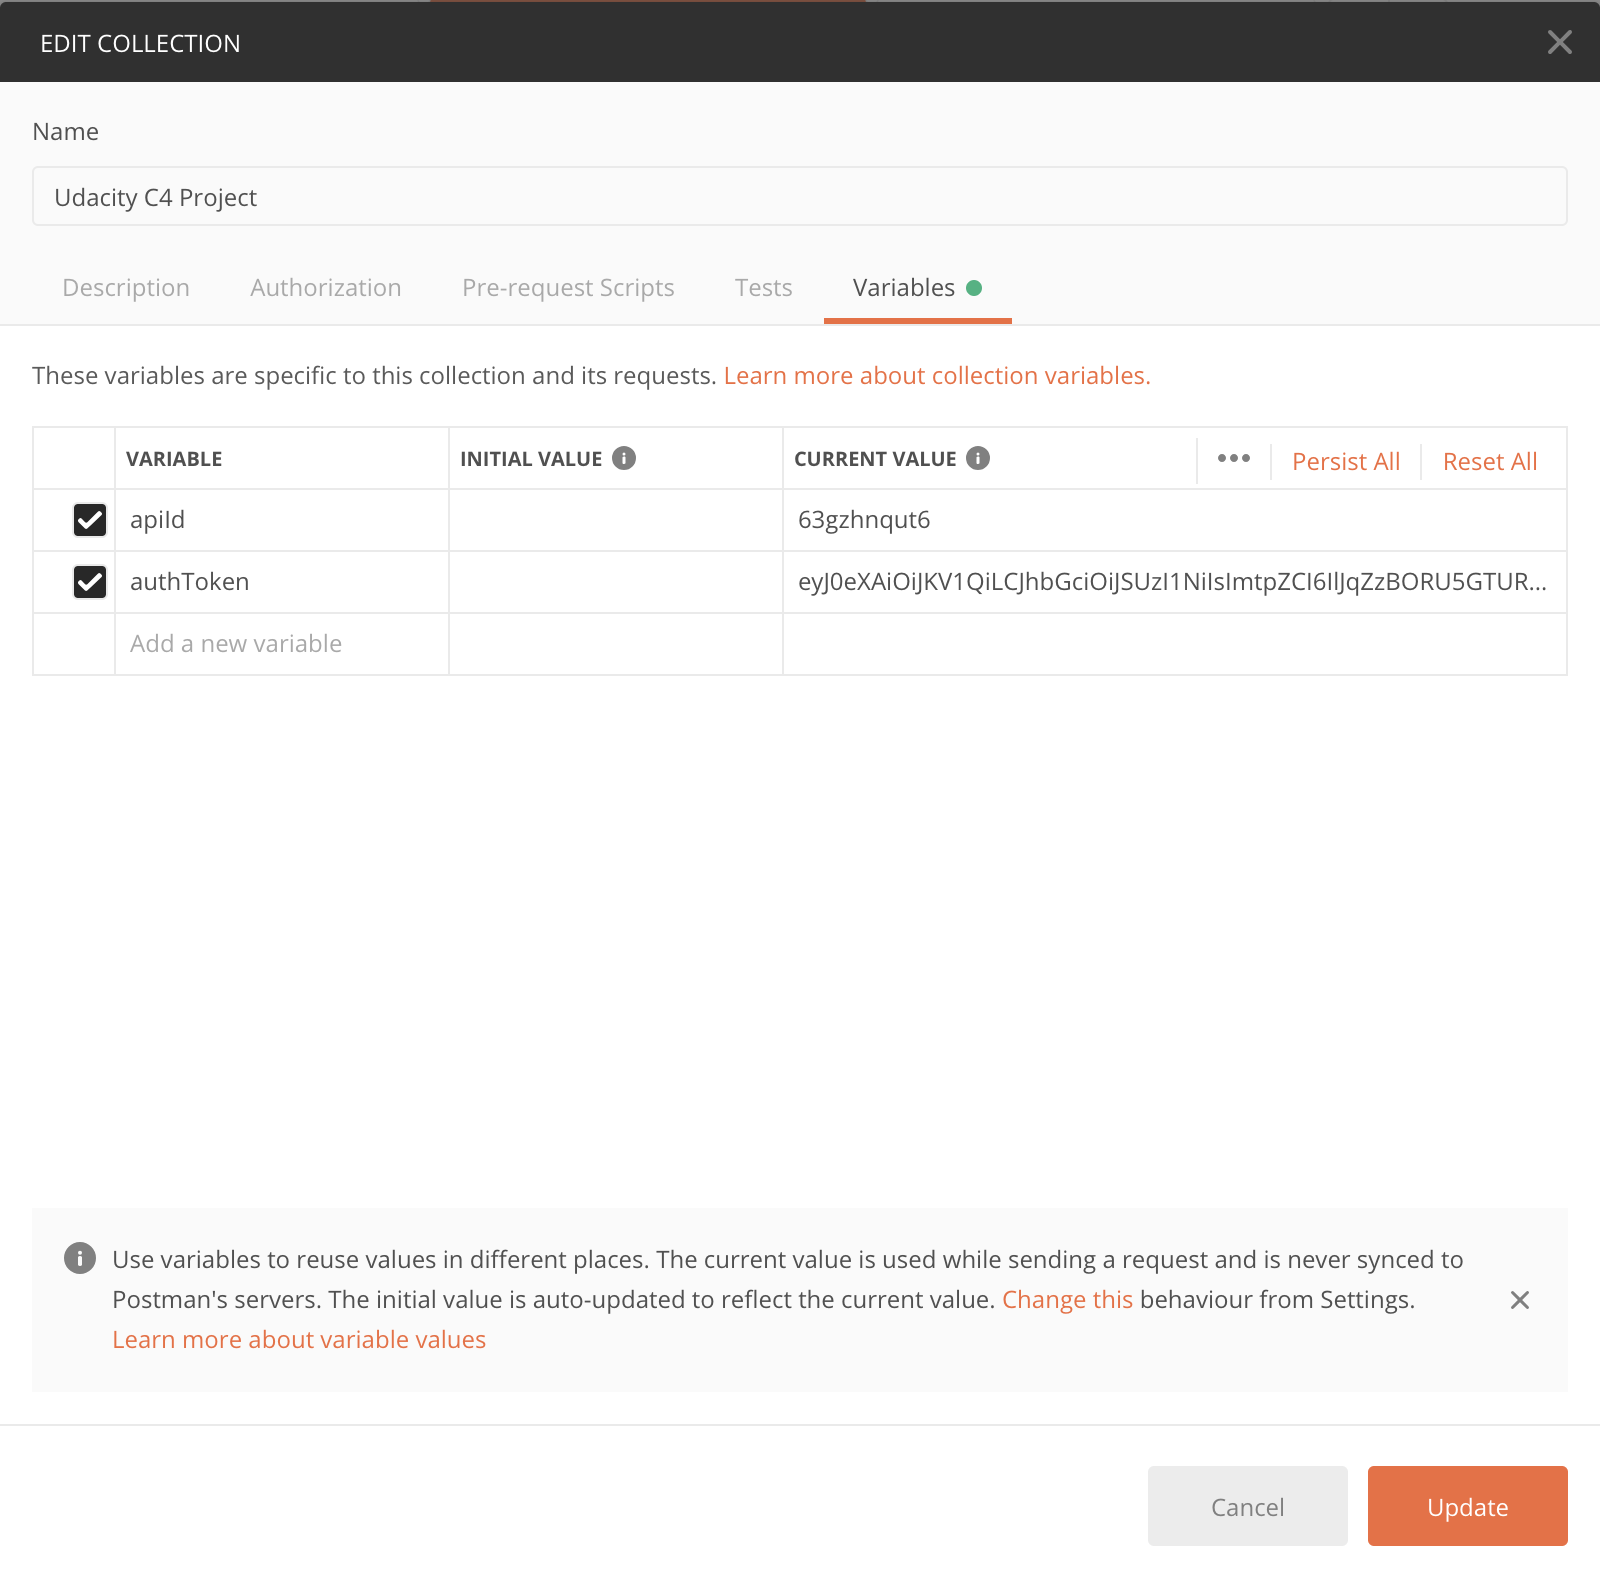 EDIT COLLECTION
Name
Udacity C4 Project
Description Authorization Pre-request Scripts Tests Variables
These variables are specific to this collection and its requests. Learn more about collection variables.
VARIABLE INITIAL VALUE CURRENT VALUE ••• Persist All Reset All
apiId 63gzhnqut6
authToken eyJ0eXAiOiJKV1QiLCJhbGciOiJSUzI1NiIsImtpZCI6IlJqZzBORU5GTUR...
Add a new variable
Use variables to reuse values in different places. The current value is used while sending a request and is never synced to
Postman's servers. The initial value is auto-updated to reflect the current value. Change this behaviour from Settings.
Learn more about variable values
Cancel Update